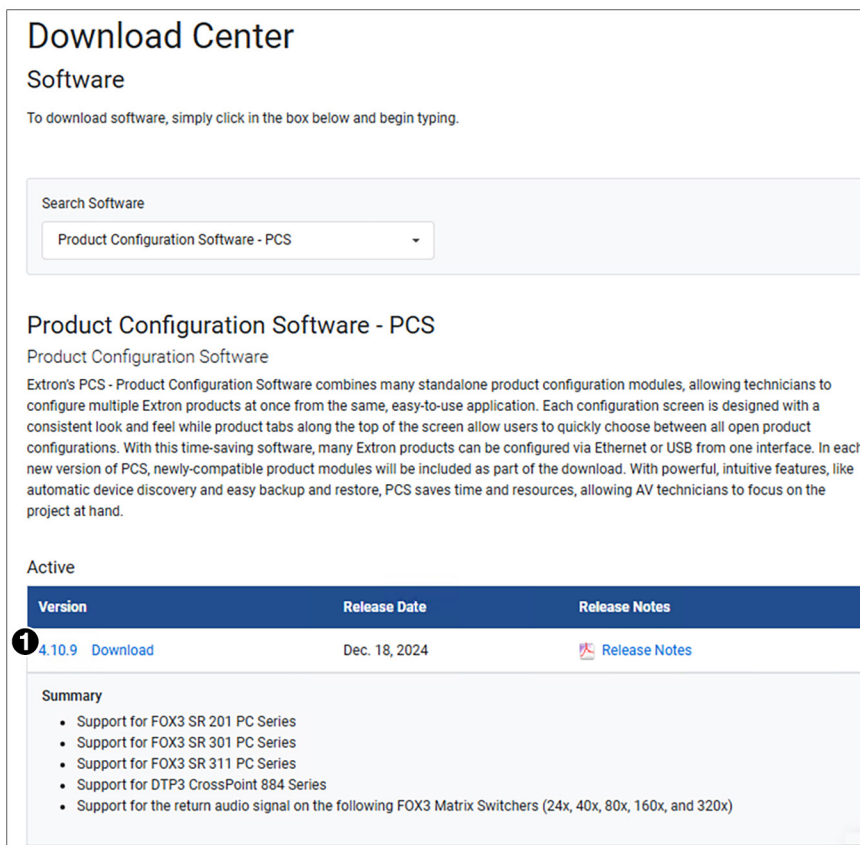 Download Center
Software
To download software, simply click in the box below and begin typing.
Search Software
Product Configuration Software - PCS
Product Configuration Software - PCS
Product Configuration Software
Extron's PCS - Product Configuration Software combines many standalone product configuration modules, allowing technicians to
configure multiple Extron products at once from the same, easy-to-use application. Each configuration screen is designed with a
consistent look and feel while product tabs along the top of the screen allow users to quickly choose between all open product
configurations. With this time-saving software, many Extron products can be configured via Ethernet or USB from one interface. In each
new version of PCS, newly-compatible product modules will be included as part of the download. With powerful, intuitive features, like
automatic device discovery and easy backup and restore, PCS saves time and resources, allowing AV technicians to focus on the
project at hand.
Active
Version Release Date Release Notes
1 4.10.9 Download Dec. 18, 2024 Release Notes
Summary
• Support for FOX3 SR 201 PC Series
• Support for FOX3 SR 301 PC Series
• Support for FOX3 SR 311 PC Series
• Support for DTP3 CrossPoint 884 Series
• Support for the return audio signal on the following FOX3 Matrix Switchers (24x, 40x, 80x, 160x, and 320x)